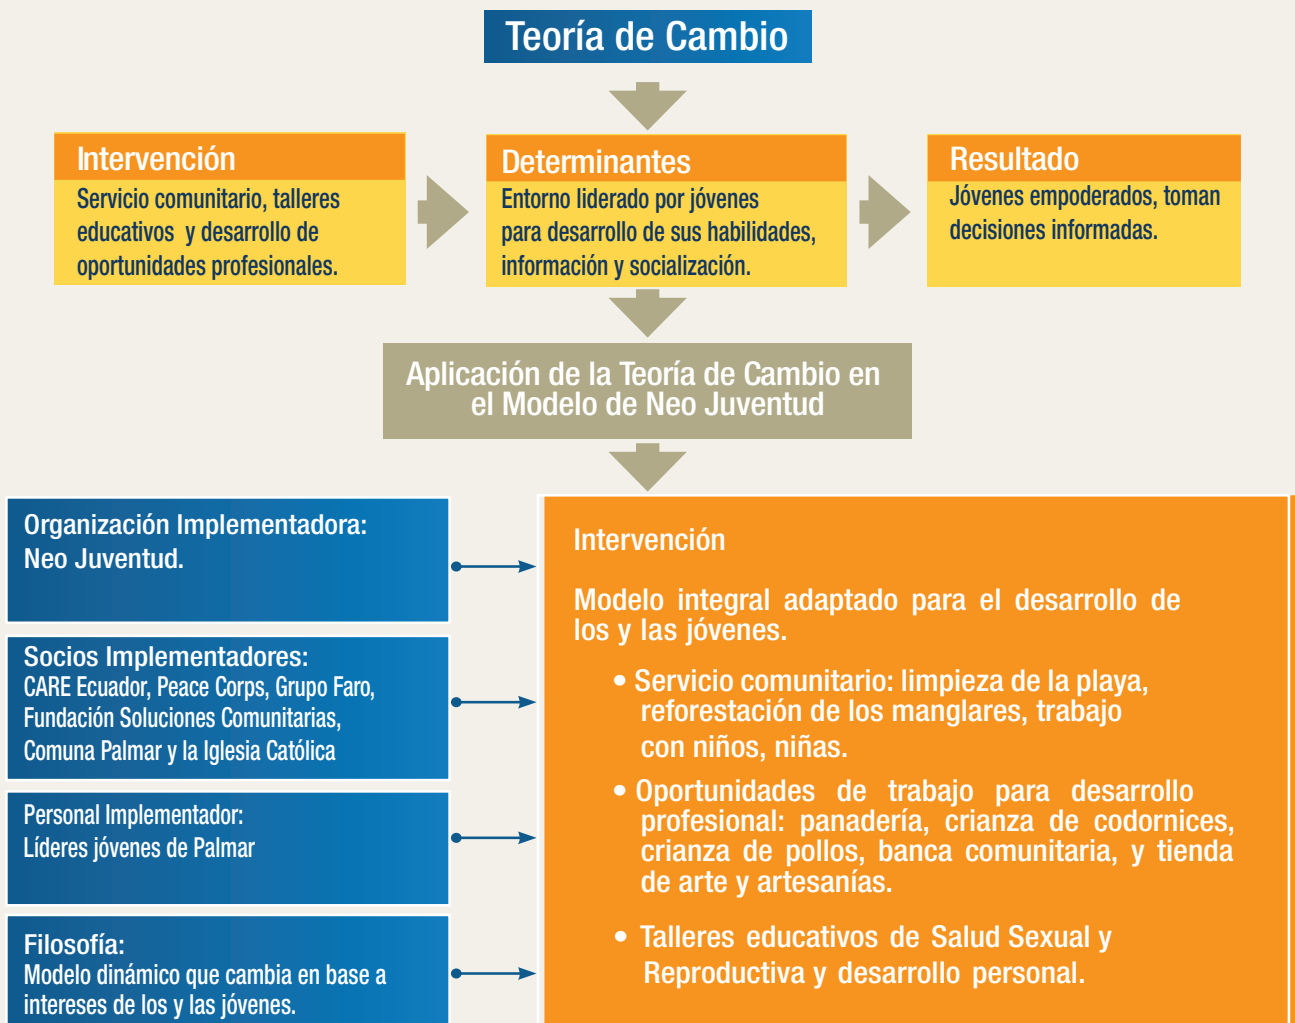 Teoría de Cambio
Intervención
Servicio comunitario, talleres
educativos y desarrollo de
oportunidades profesionales.
Determinantes
Entorno liderado por jóvenes
para desarrollo de sus habilidades,
información y socialización.
Resultado
Jóvenes empoderados, toman
decisiones informadas.
Aplicación de la Teoría de Cambio en
el Modelo de Neo Juventud
Organización Implementadora:
Neo Juventud.
Socios Implementadores:
CARE Ecuador, Peace Corps, Grupo Faro,
Fundación Soluciones Comunitarias,
Comuna Palmar y la Iglesia Católica
Personal Implementador:
Líderes jóvenes de Palmar
Filosofía:
Modelo dinámico que cambia en base a
intereses de los y las jóvenes.
Intervención
Modelo integral adaptado para el desarrollo de
los y las jóvenes.
• Servicio comunitario: limpieza de la playa,
reforestación de los manglares, trabajo
con niños, niñas.
• Oportunidades de trabajo para desarrollo
profesional: panadería, crianza de codornices,
crianza de pollos, banca comunitaria, y tienda
de arte y artesanías.
• Talleres educativos de Salud Sexual y
Reproductiva y desarrollo personal.